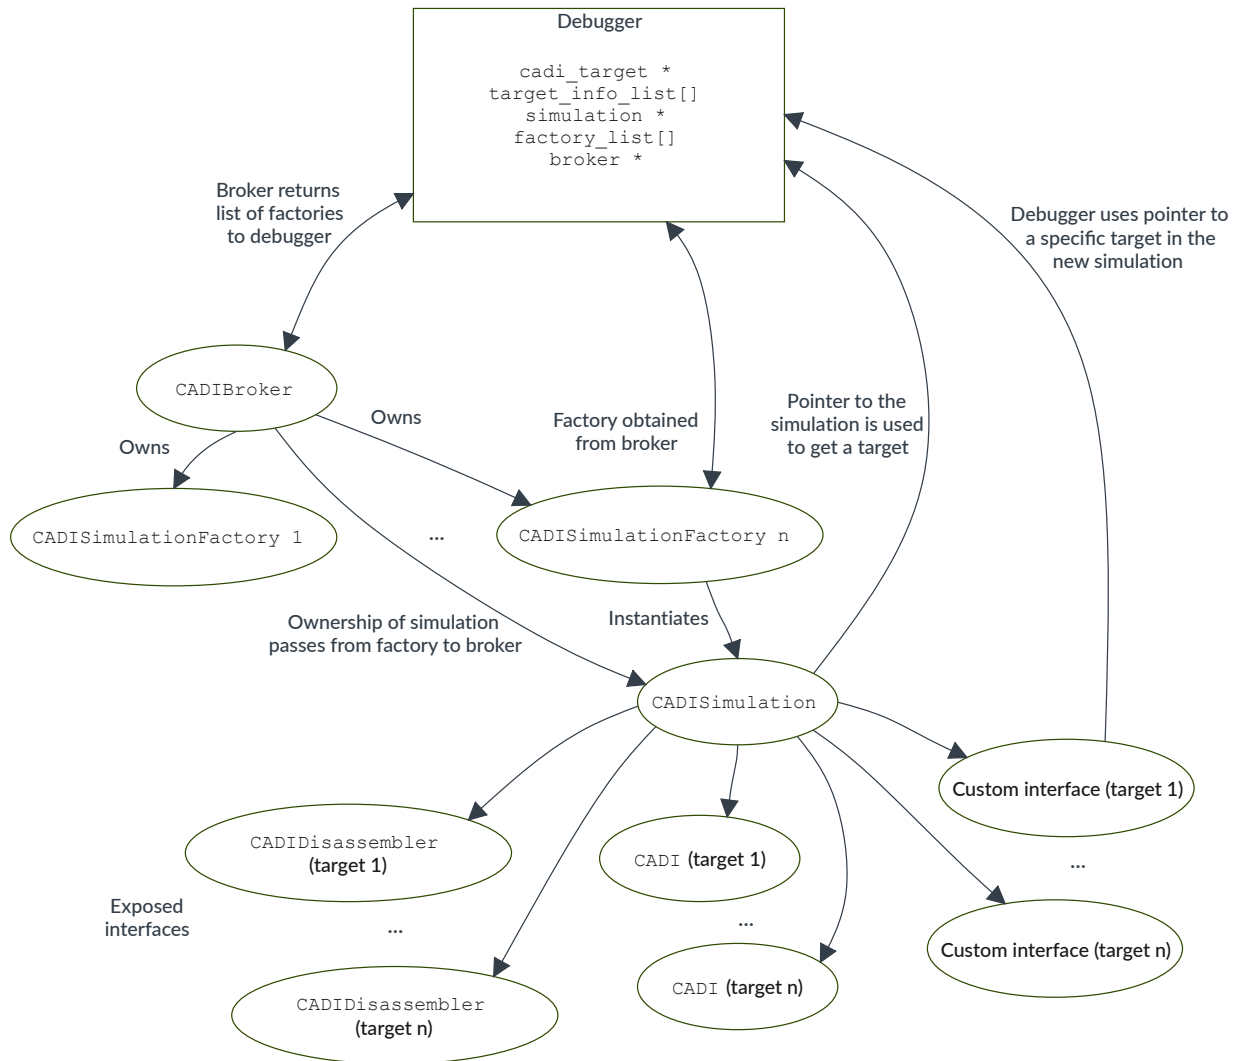 Debugger
cadi_target *
target_info_list[]
simulation *
factory_list[]
broker *
Broker returns
list of factories
to debugger
Debugger uses pointer to
a specific target in the
new simulation
CADIBroker
Owns
Owns
Factory obtained
from broker
Pointer to the
simulation is used
to get a target
CADISimulationFactory 1
...
CADISimulationFactory n
Ownership of simulation
passes from factory to broker
Instantiates
CADISimulation
Custom interface (target 1)
CADIDisassembler
(target 1)
CADI (target 1)
...
Exposed
interfaces
...
...
Custom interface (target n)
CADIDisassembler
(target n)
CADI (target n)